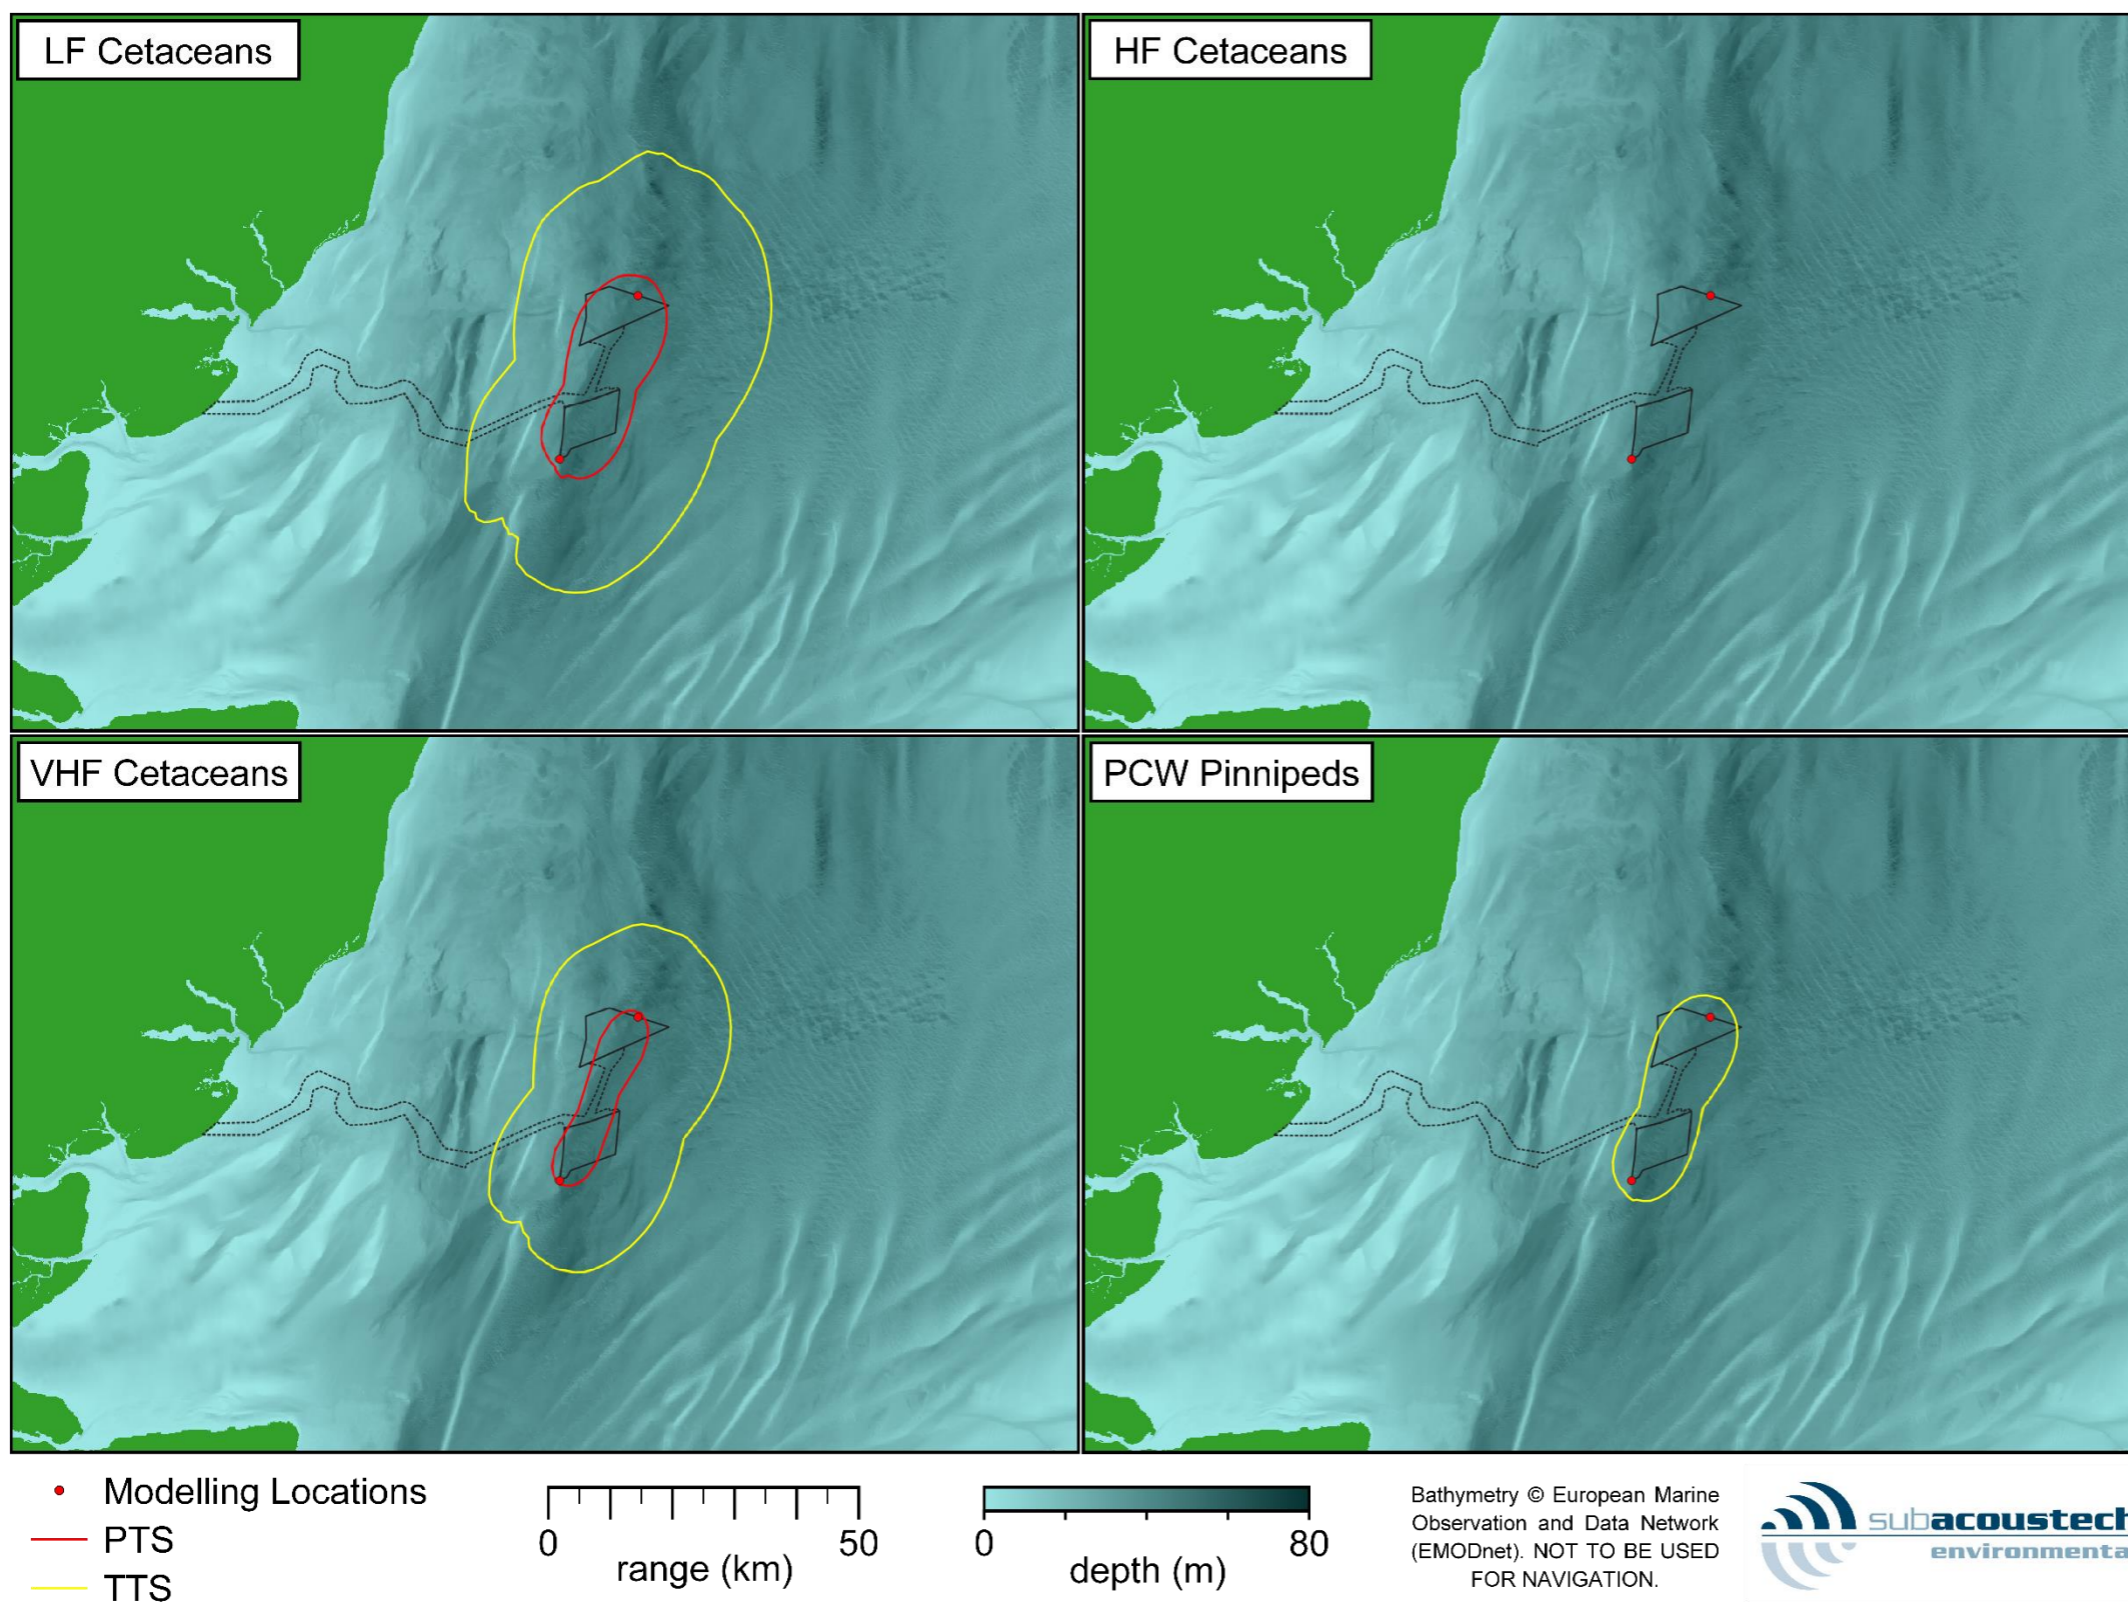 LF Cetaceans
HF Cetaceans
VHF Cetaceans
PCW Pinnipeds
Modelling Locations
PTS
TTS
0 50
range (km)
0 80
depth (m)
Bathymetry © European Marine
Observation and Data Network
(EMODnet). NOT TO BE USED
FOR NAVIGATION.
subacoustech
environmenta